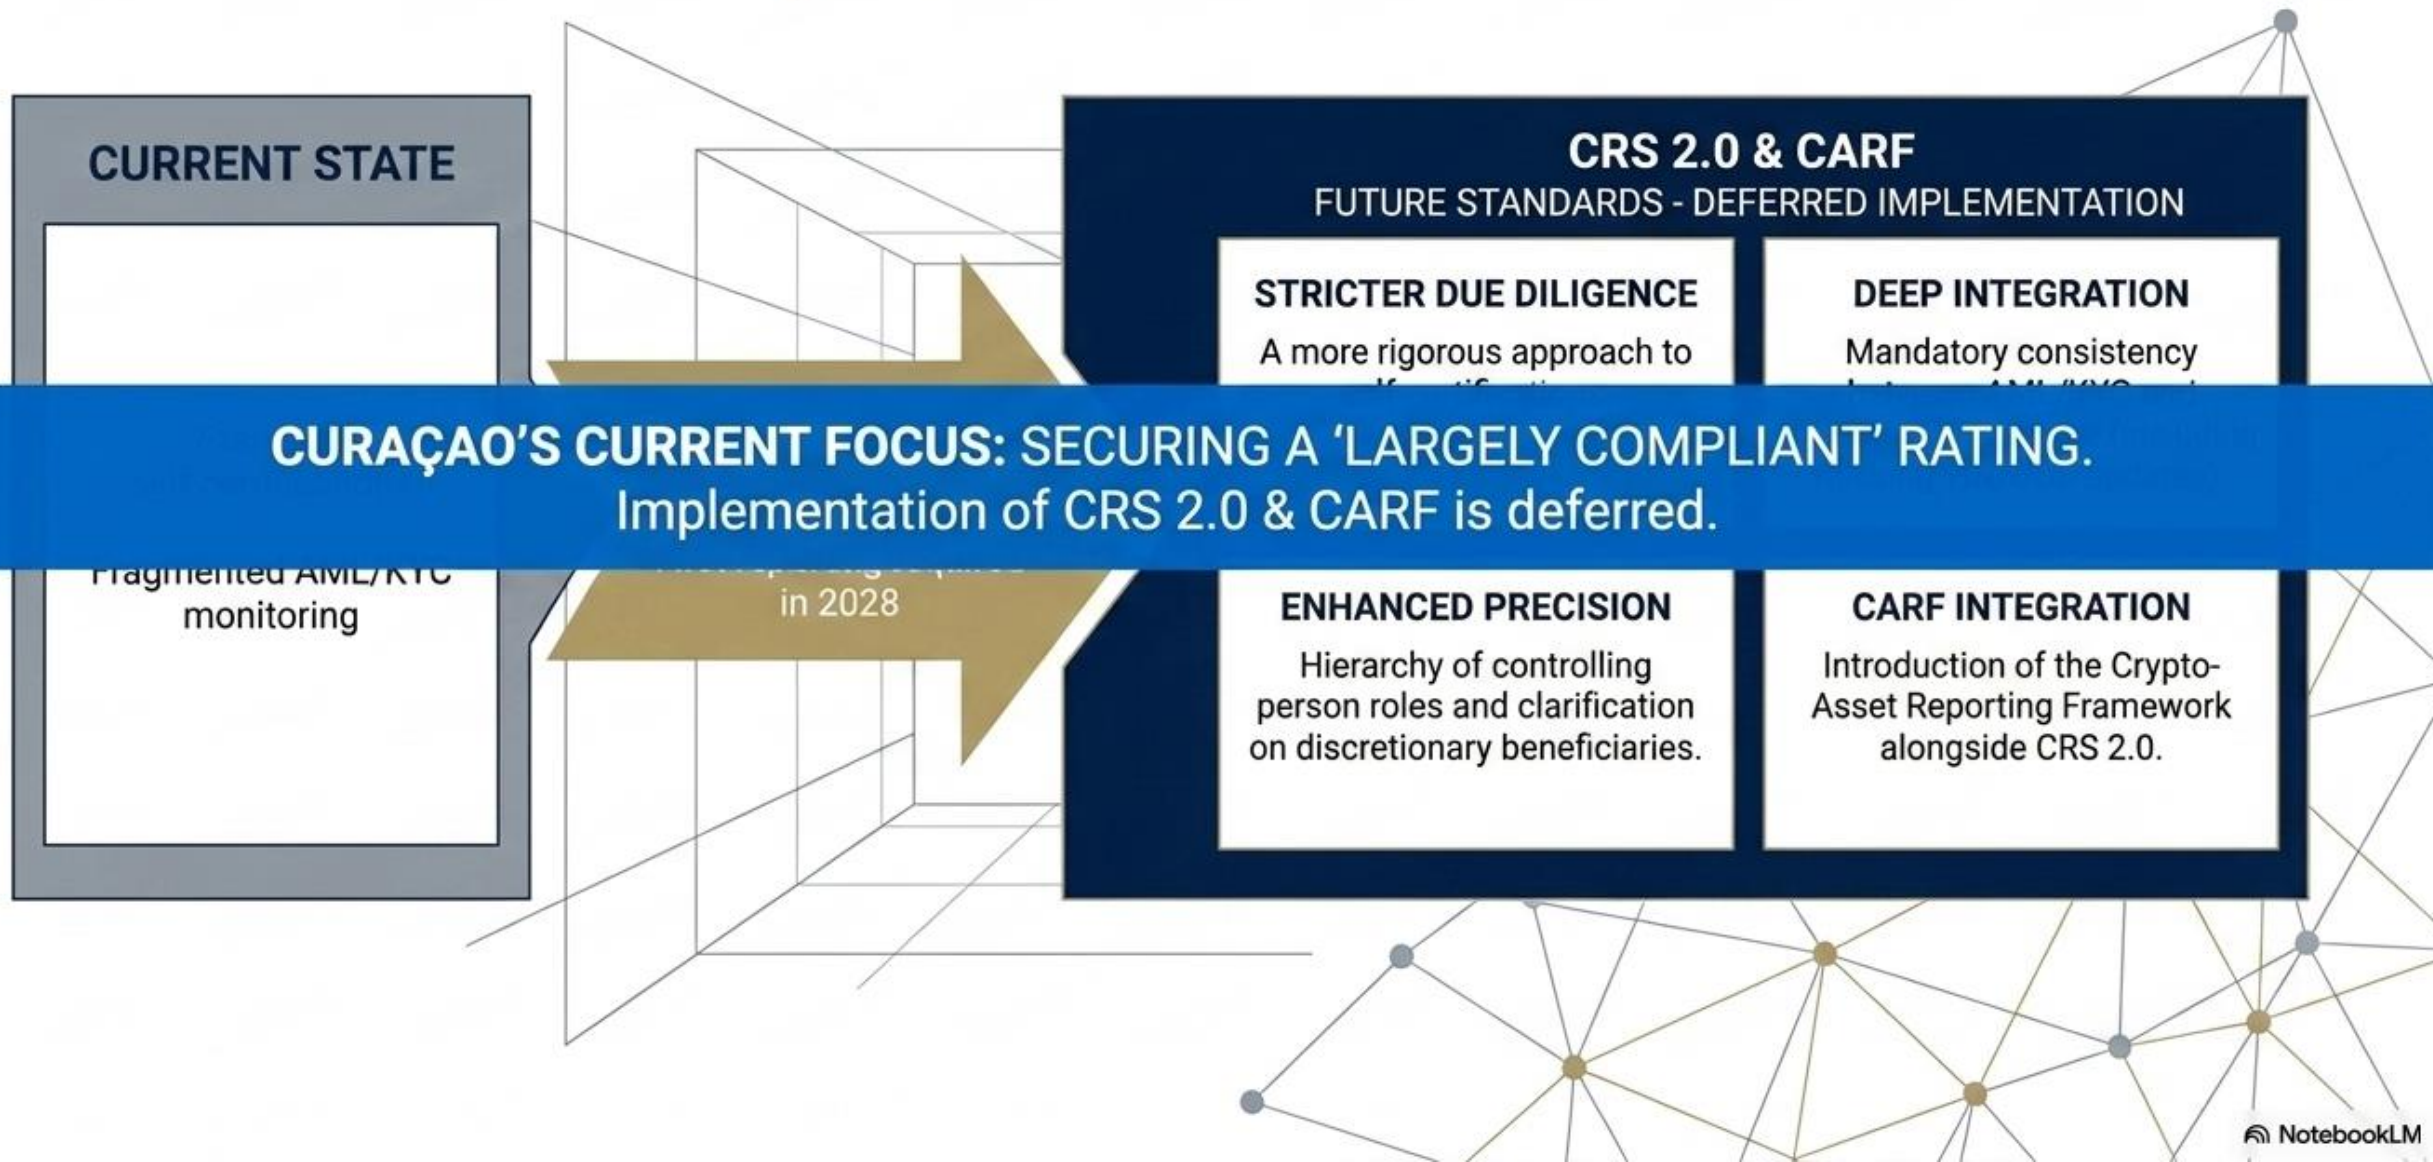 CURRENT STATE
Fragmented AML/KYC
monitoring
in 2028
CRS 2.0 & CARF
FUTURE STANDARDS - DEFERRED IMPLEMENTATION
STRICTER DUE DILIGENCE
A more rigorous approach to
DEEP INTEGRATION
Mandatory consistency
CURAÇAO’S CURRENT FOCUS: SECURING A ‘LARGELY COMPLIANT’ RATING.
Implementation of CRS 2.0 & CARF is deferred.
ENHANCED PRECISION
Hierarchy of controlling
person roles and clarification
on discretionary beneficiaries.
CARF INTEGRATION
Introduction of the Crypto-
Asset Reporting Framework
alongside CRS 2.0.
NotebookLM